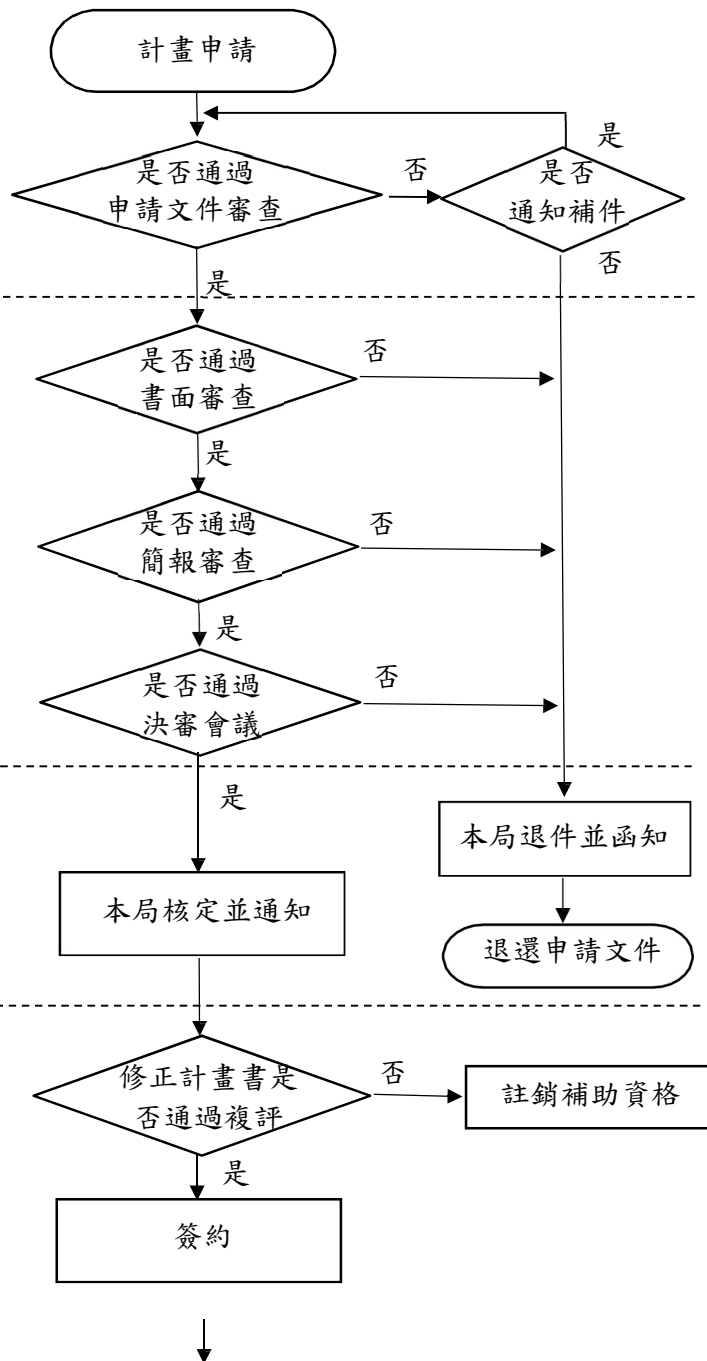 計畫申請
是
是否通過
申請文件審查
否
是否
通知補件
是
否
是否通過
書面審查
否
是
是否通過
簡報審查
否
是
是否通過
決審會議
否
是
本局退件並函知
本局核定並通知
退還申請文件
修正計畫書是
否通過複評
否
註銷補助資格
是
簽約